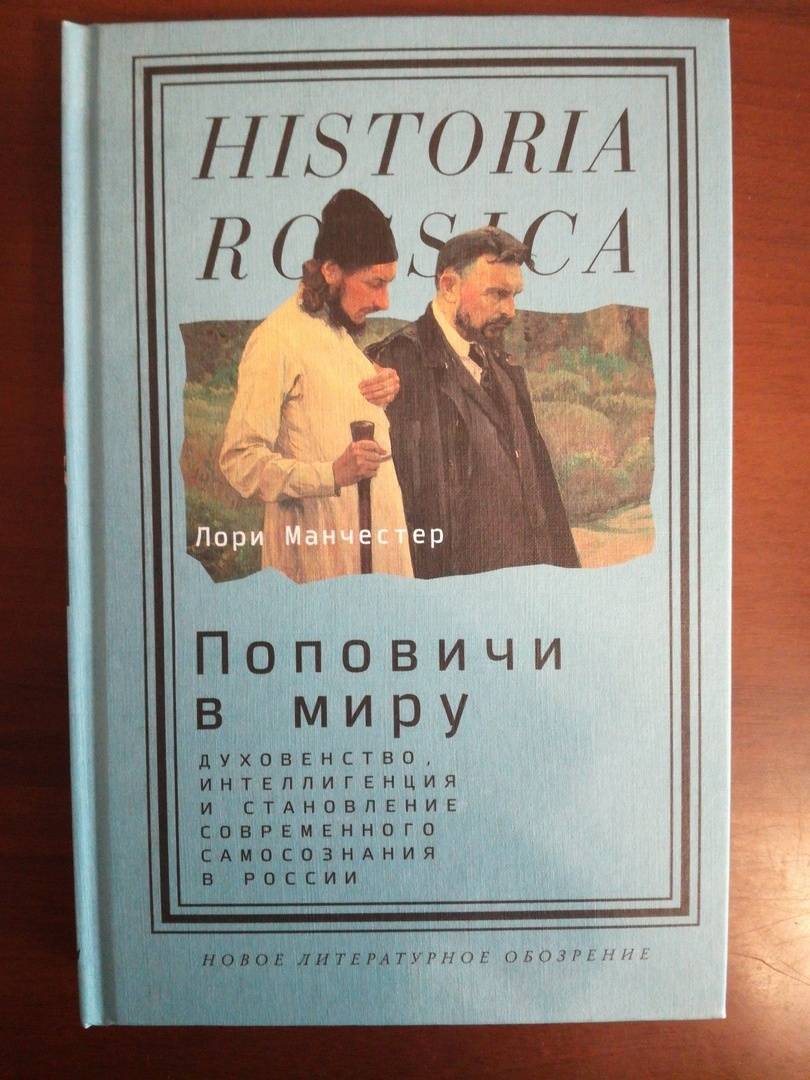 HISTORIA
ROSSICA
Лори Манчестер
Поповичи
в миру
ДУХОВЕНСТВО,
ИНТЕЛЛИГЕНЦИЯ
И СТАНОВЛЕНИЕ
СОВРЕМЕННОГО
САМОСОЗНАНИЯ
В РОССИИ
НОВОЕ ЛИТЕРАТУРНОЕ ОБОЗРЕНИЕ